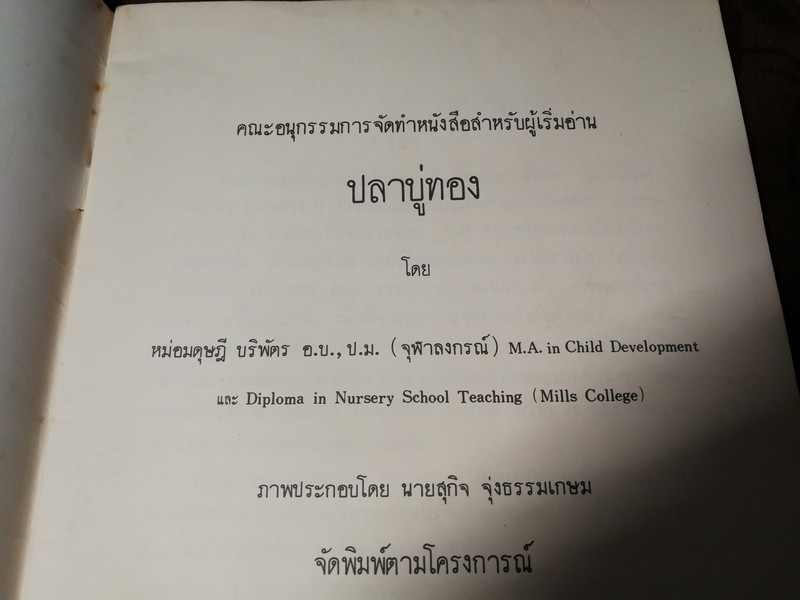 คณะอนุกรรมการจัดทำหนังสือสำหรับผู้เริ่มอ่าน
ปลาบู่ทอง
โดย
หม่อมดุษฎี บริพัตร อ.บ., ป.ม. (จุฬาลงกรณ์) M.A. in Child Development
และ Diploma in Nursery School Teaching (Mills College)
ภาพประกอบโดย นายสุกิจ จุ่งธรรมเกษม
จัดพิมพ์ตามโครงการณ์